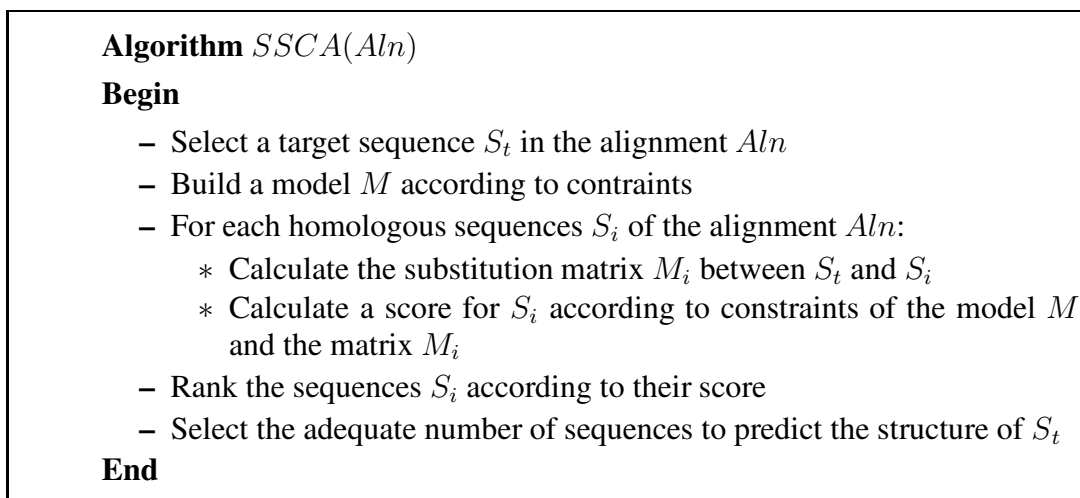 Algorithm SSCA(Aln)
Begin
– Select a target sequence S_t in the alignment Aln
– Build a model M according to contraints
– For each homologous sequences S_i of the alignment Aln:
∗ Calculate the substitution matrix M_i between S_t and S_i
∗ Calculate a score for S_i according to constraints of the model M
and the matrix M_i
– Rank the sequences S_i according to their score
– Select the adequate number of sequences to predict the structure of S_t
End